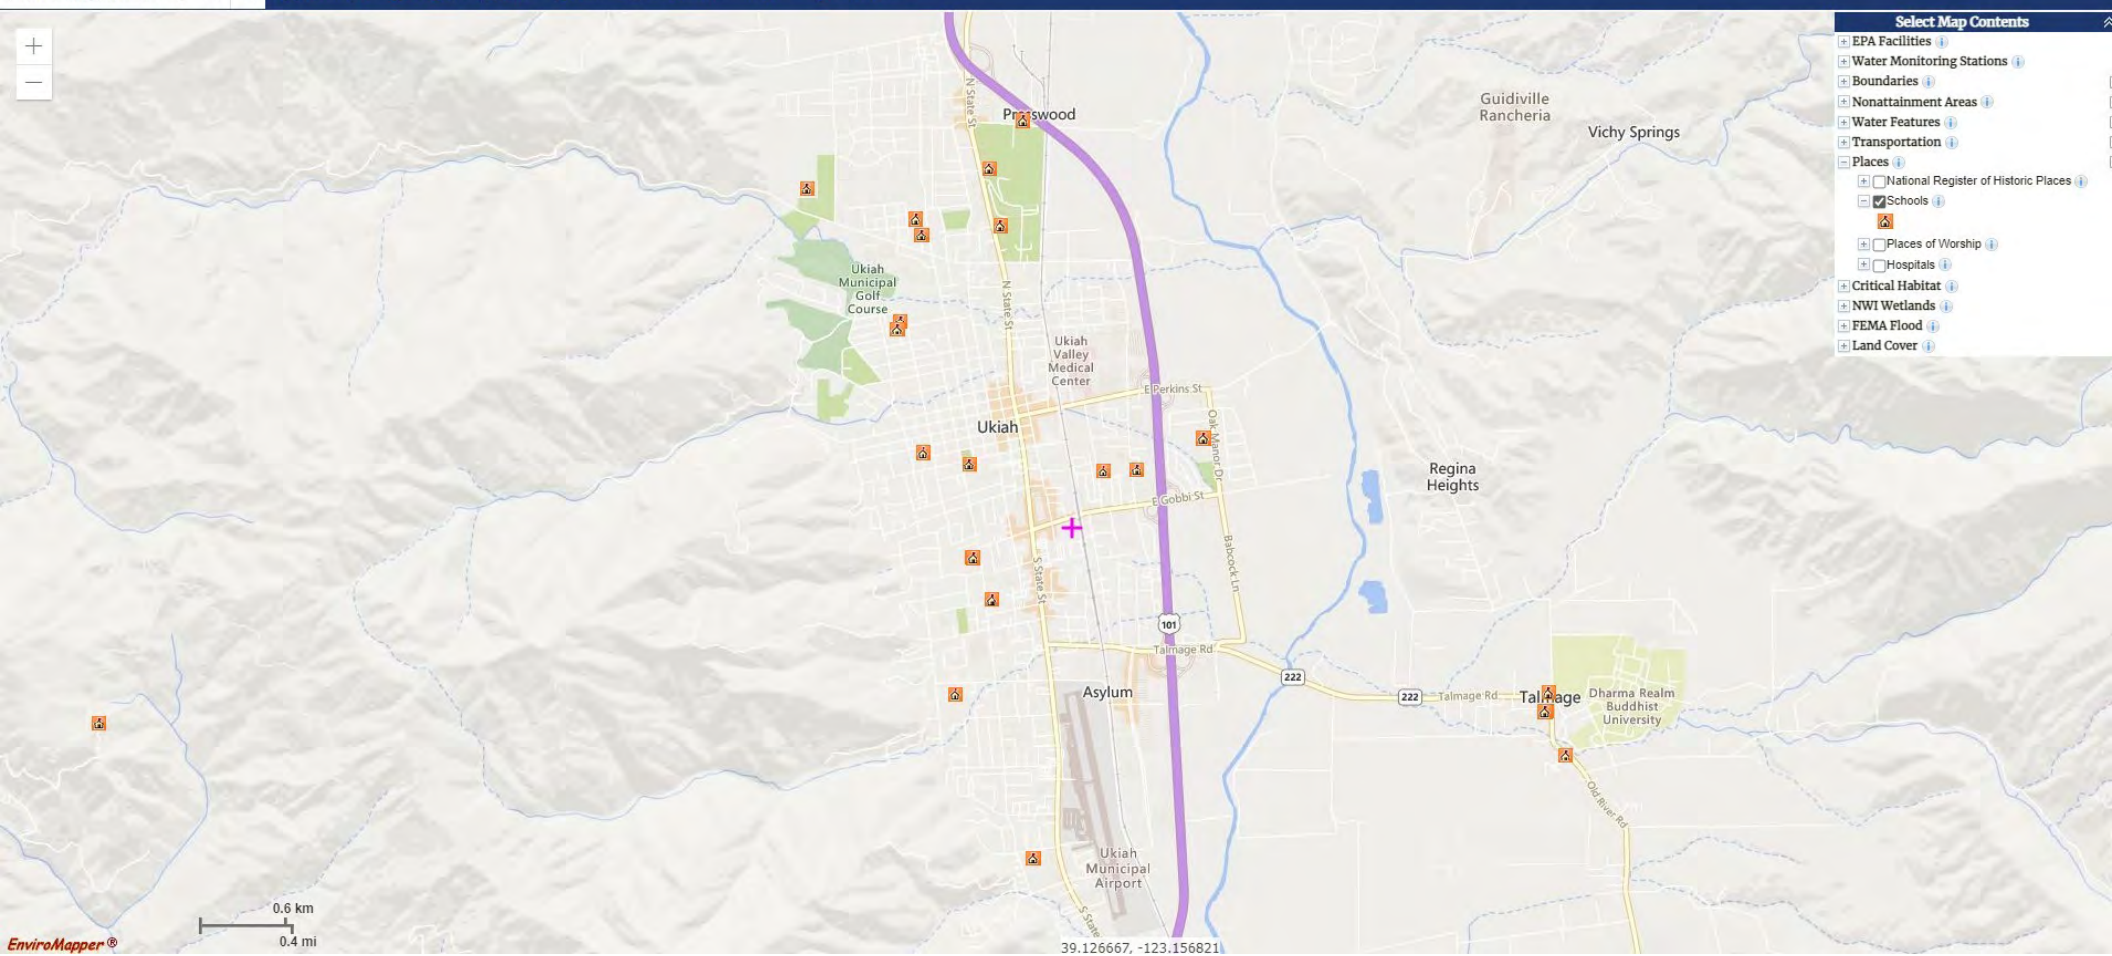 Select Map Contents
EPA Facilities
Water Monitoring Stations
Boundaries
Nonattainment Areas
Water Features
Transportation
Places
National Register of Historic Places
Schools
Places of Worship
Hospitals
Critical Habitat
NWI Wetlands
FEMA Flood
Land Cover
N State St
Guidiville
Rancheria
Vichy Springs
Ukiah
Municipal
Golf
Course
N State St
Ukiah
Valley
Medical
Center
E Perkins St
Oak Manor Dr
Ukiah
Regina
Heights
E Gobbi St
Babcock Ln
S State St
101
Talmage Rd
222
222
Talmage Rd
Asylum
Dharma Realm
Buddhist
University
Old River Rd
Ukiah
Municipal
Airport
S State
0.6 km
0.4 mi
EnviroMapper ®
39.126667, -123.156821